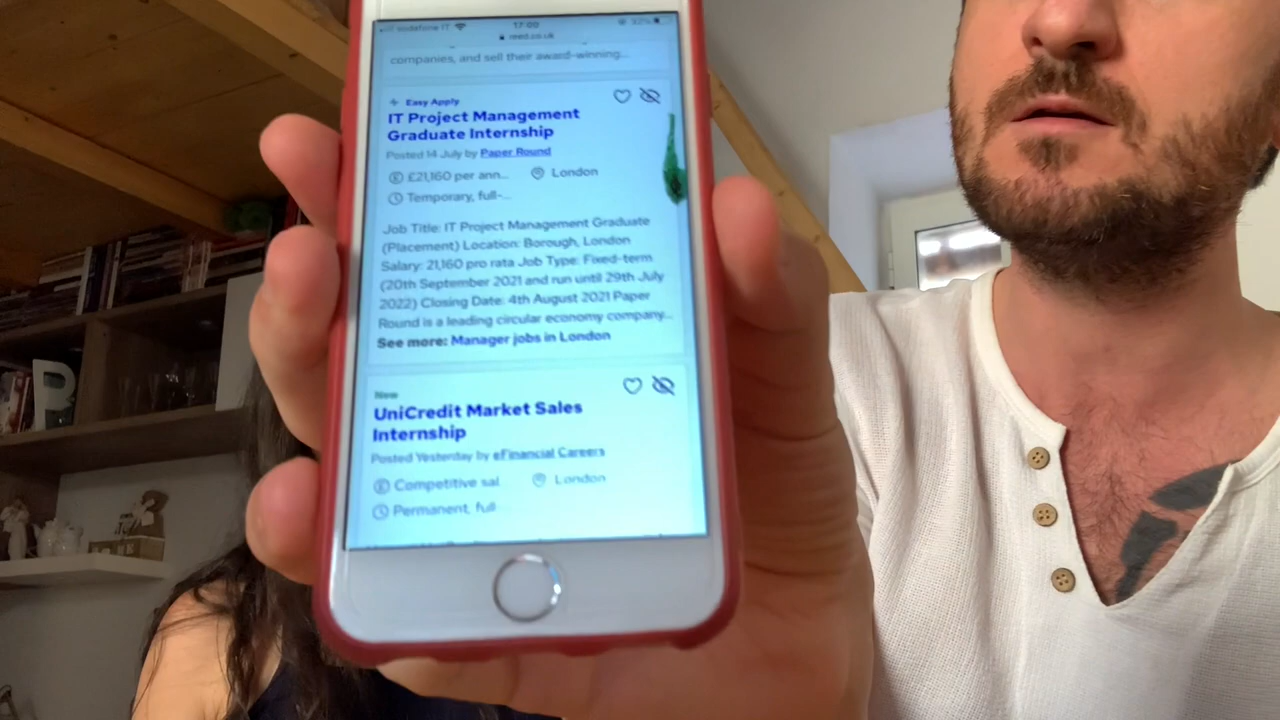 vodafone IT 17:00 32%
reed.co.uk
companies, and sell their award-winning...
Easy Apply
IT Project Management
Graduate Internship
Posted 14 July by Paper Round
£21,160 per ann... London
Temporary, full-...
Job Title: IT Project Management Graduate
(Placement) Location: Borough, London
Salary: 21,160 pro rata Job Type: Fixed-term
(20th September 2021 and run until 29th July
2022) Closing Date: 4th August 2021 Paper
Round is a leading circular economy company...
See more: Manager jobs in London
New
UniCredit Market Sales
Internship
Posted Yesterday by eFinancial Careers
Competitive sal London
Permanent, full
R